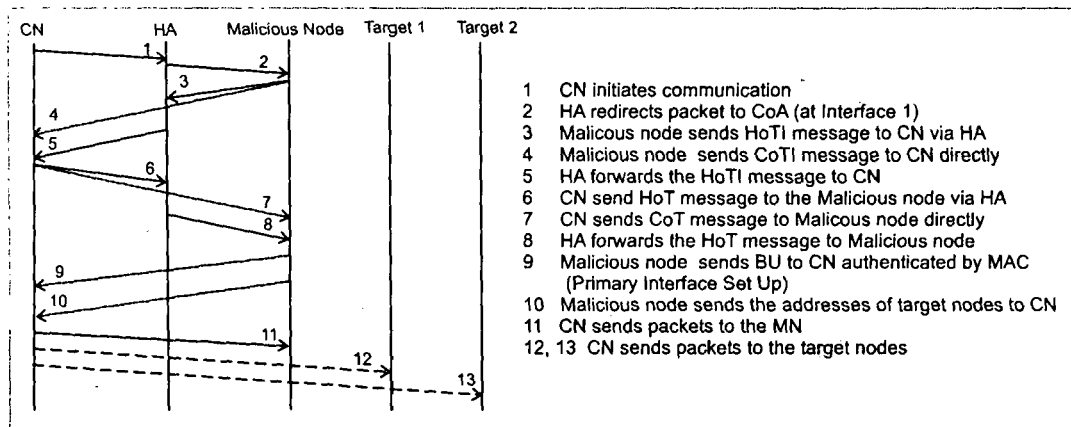 CN HA Malicious Node Target 1 Target 2
1
2
3
4
5
6
7
8
9
10
11
12
13
1 CN initiates communication
2 HA redirects packet to CoA (at Interface 1)
3 Malicous node sends HoTI message to CN via HA
4 Malicious node sends CoTI message to CN directly
5 HA forwards the HoTI message to CN
6 CN send HoT message to the Malicious node via HA
7 CN sends CoT message to Malicous node directly
8 HA forwards the HoT message to Malicious node
9 Malicious node sends BU to CN authenticated by MAC
(Primary Interface Set Up)
10 Malicious node sends the addresses of target nodes to CN
11 CN sends packets to the MN
12, 13 CN sends packets to the target nodes